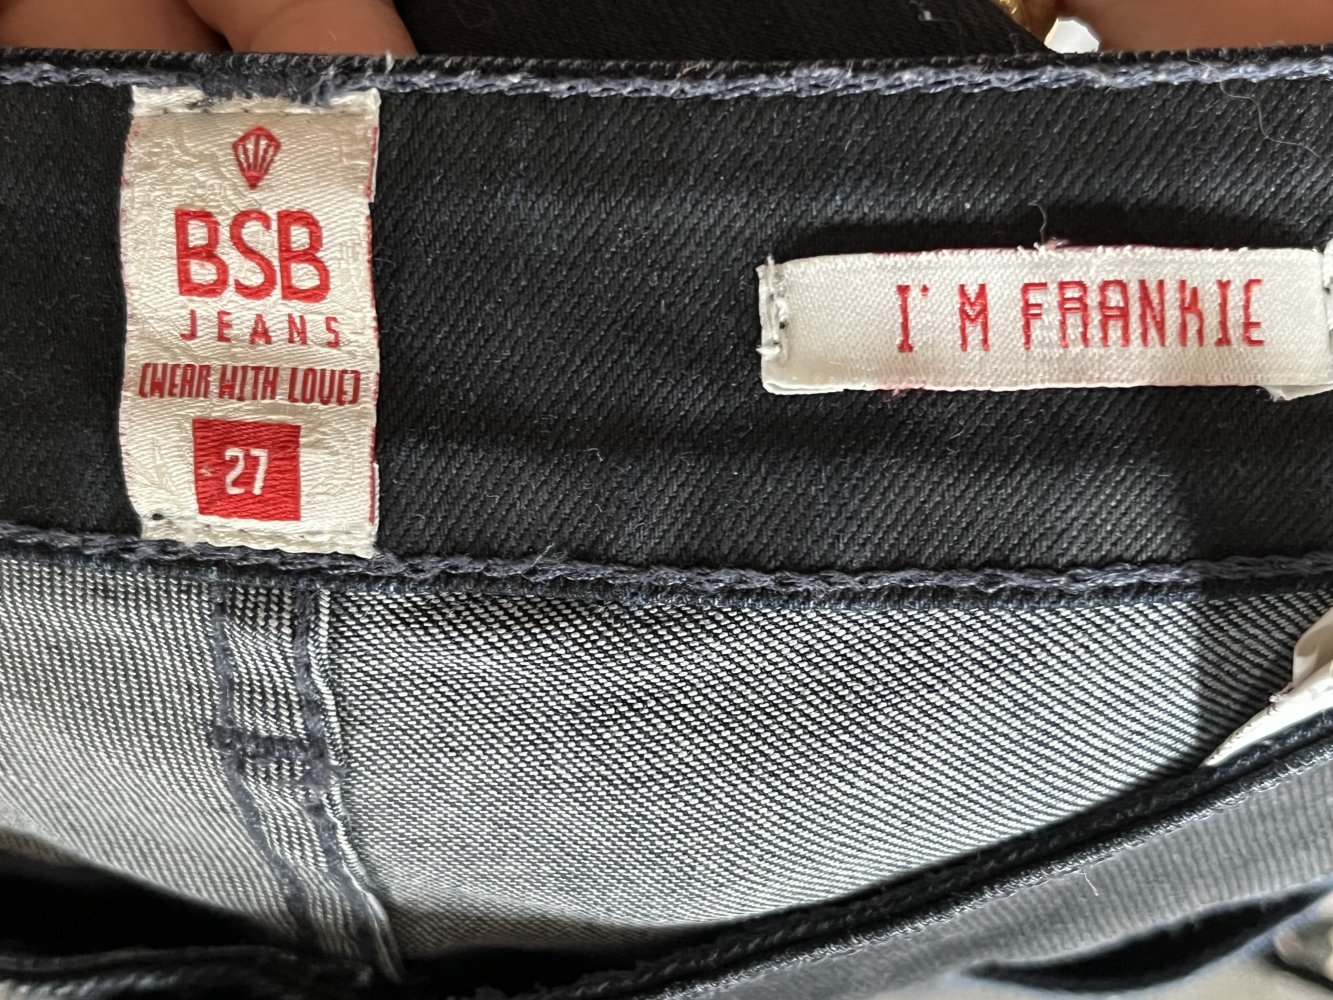 BSB
JEANS
(WEAR WITH LOVE)
27
I'M FRANKIE